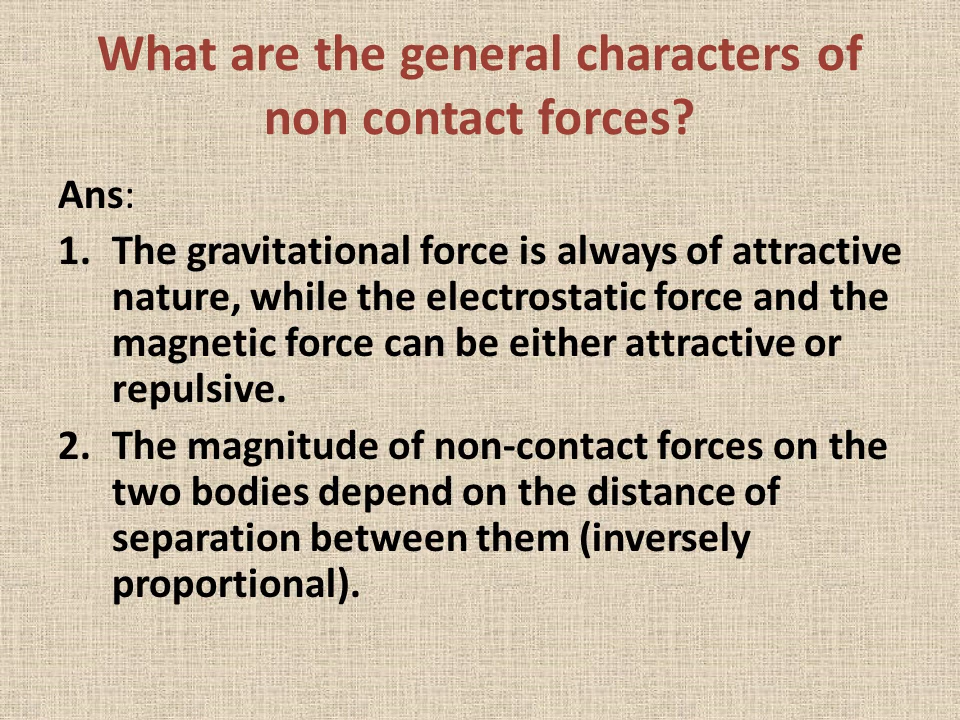 What are the general characters of
non contact forces?
Ans:
1. The gravitational force is always of attractive
nature, while the electrostatic force and the
magnetic force can be either attractive or
repulsive.
2. The magnitude of non-contact forces on the
two bodies depend on the distance of
separation between them (inversely
proportional).